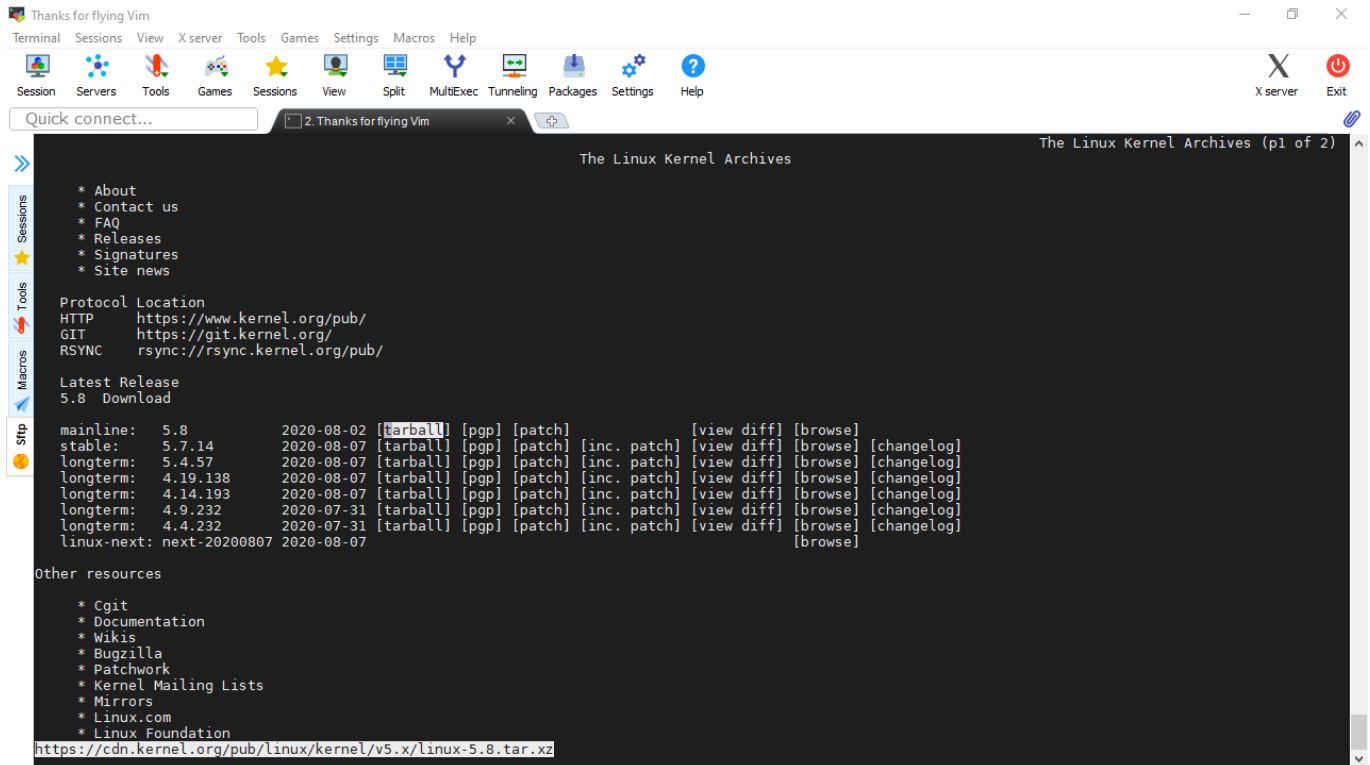 Thanks for flying Vim
Terminal Sessions View X server Tools Games Settings Macros Help
Session Servers Tools Games Sessions View Split MultiExec Tunneling Packages Settings Help X server Exit
Quick connect...
2. Thanks for flying Vim
Sessions
Tools
Macros
Sftp
The Linux Kernel Archives (p1 of 2)
The Linux Kernel Archives
* About
* Contact us
* FAQ
* Releases
* Signatures
* Site news
Protocol Location
HTTP https://www.kernel.org/pub/
GIT https://git.kernel.org/
RSYNC rsync://rsync.kernel.org/pub/
Latest Release
5.8 Download
mainline: 5.8 2020-08-02 [tarball] [pgp] [patch] [view diff] [browse]
stable: 5.7.14 2020-08-07 [tarball] [pgp] [patch] [inc. patch] [view diff] [browse] [changelog]
longterm: 5.4.57 2020-08-07 [tarball] [pgp] [patch] [inc. patch] [view diff] [browse] [changelog]
longterm: 4.19.138 2020-08-07 [tarball] [pgp] [patch] [inc. patch] [view diff] [browse] [changelog]
longterm: 4.14.193 2020-08-07 [tarball] [pgp] [patch] [inc. patch] [view diff] [browse] [changelog]
longterm: 4.9.232 2020-07-31 [tarball] [pgp] [patch] [inc. patch] [view diff] [browse] [changelog]
longterm: 4.4.232 2020-07-31 [tarball] [pgp] [patch] [inc. patch] [view diff] [browse] [changelog]
linux-next: next-20200807 2020-08-07 [browse]
Other resources
* Cgit
* Documentation
* Wikis
* Bugzilla
* Patchwork
* Kernel Mailing Lists
* Mirrors
* Linux.com
* Linux Foundation
https://cdn.kernel.org/pub/linux/kernel/v5.x/linux-5.8.tar.xz